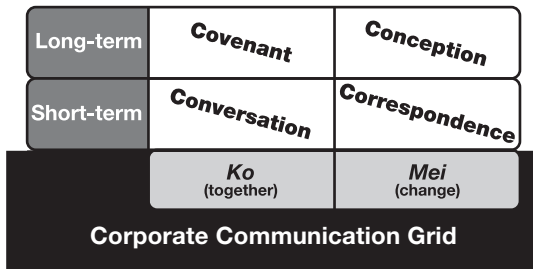 Long-term Covenant Conception
Short-term Conversation Correspondence
Ko Mei
(together) (change)
Corporate Communication Grid